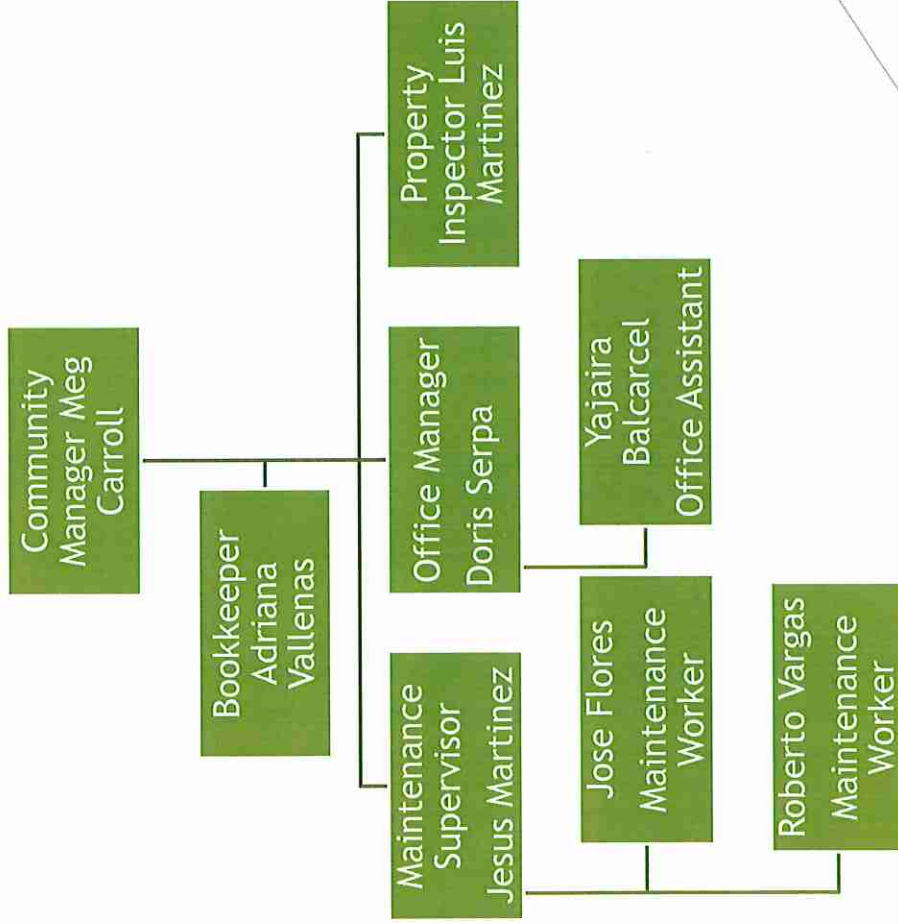 Community
Manager Meg
Carroll
Bookkeeper
Adriana
Vallenas
Maintenance
Supervisor
Jesus Martinez
Office Manager
Doris Serpa
Property
Inspector Luis
Martinez
Jose Flores
Maintenance
Worker
Yajaira
Balcarcel
Office Assistant
Roberto Vargas
Maintenance
Worker